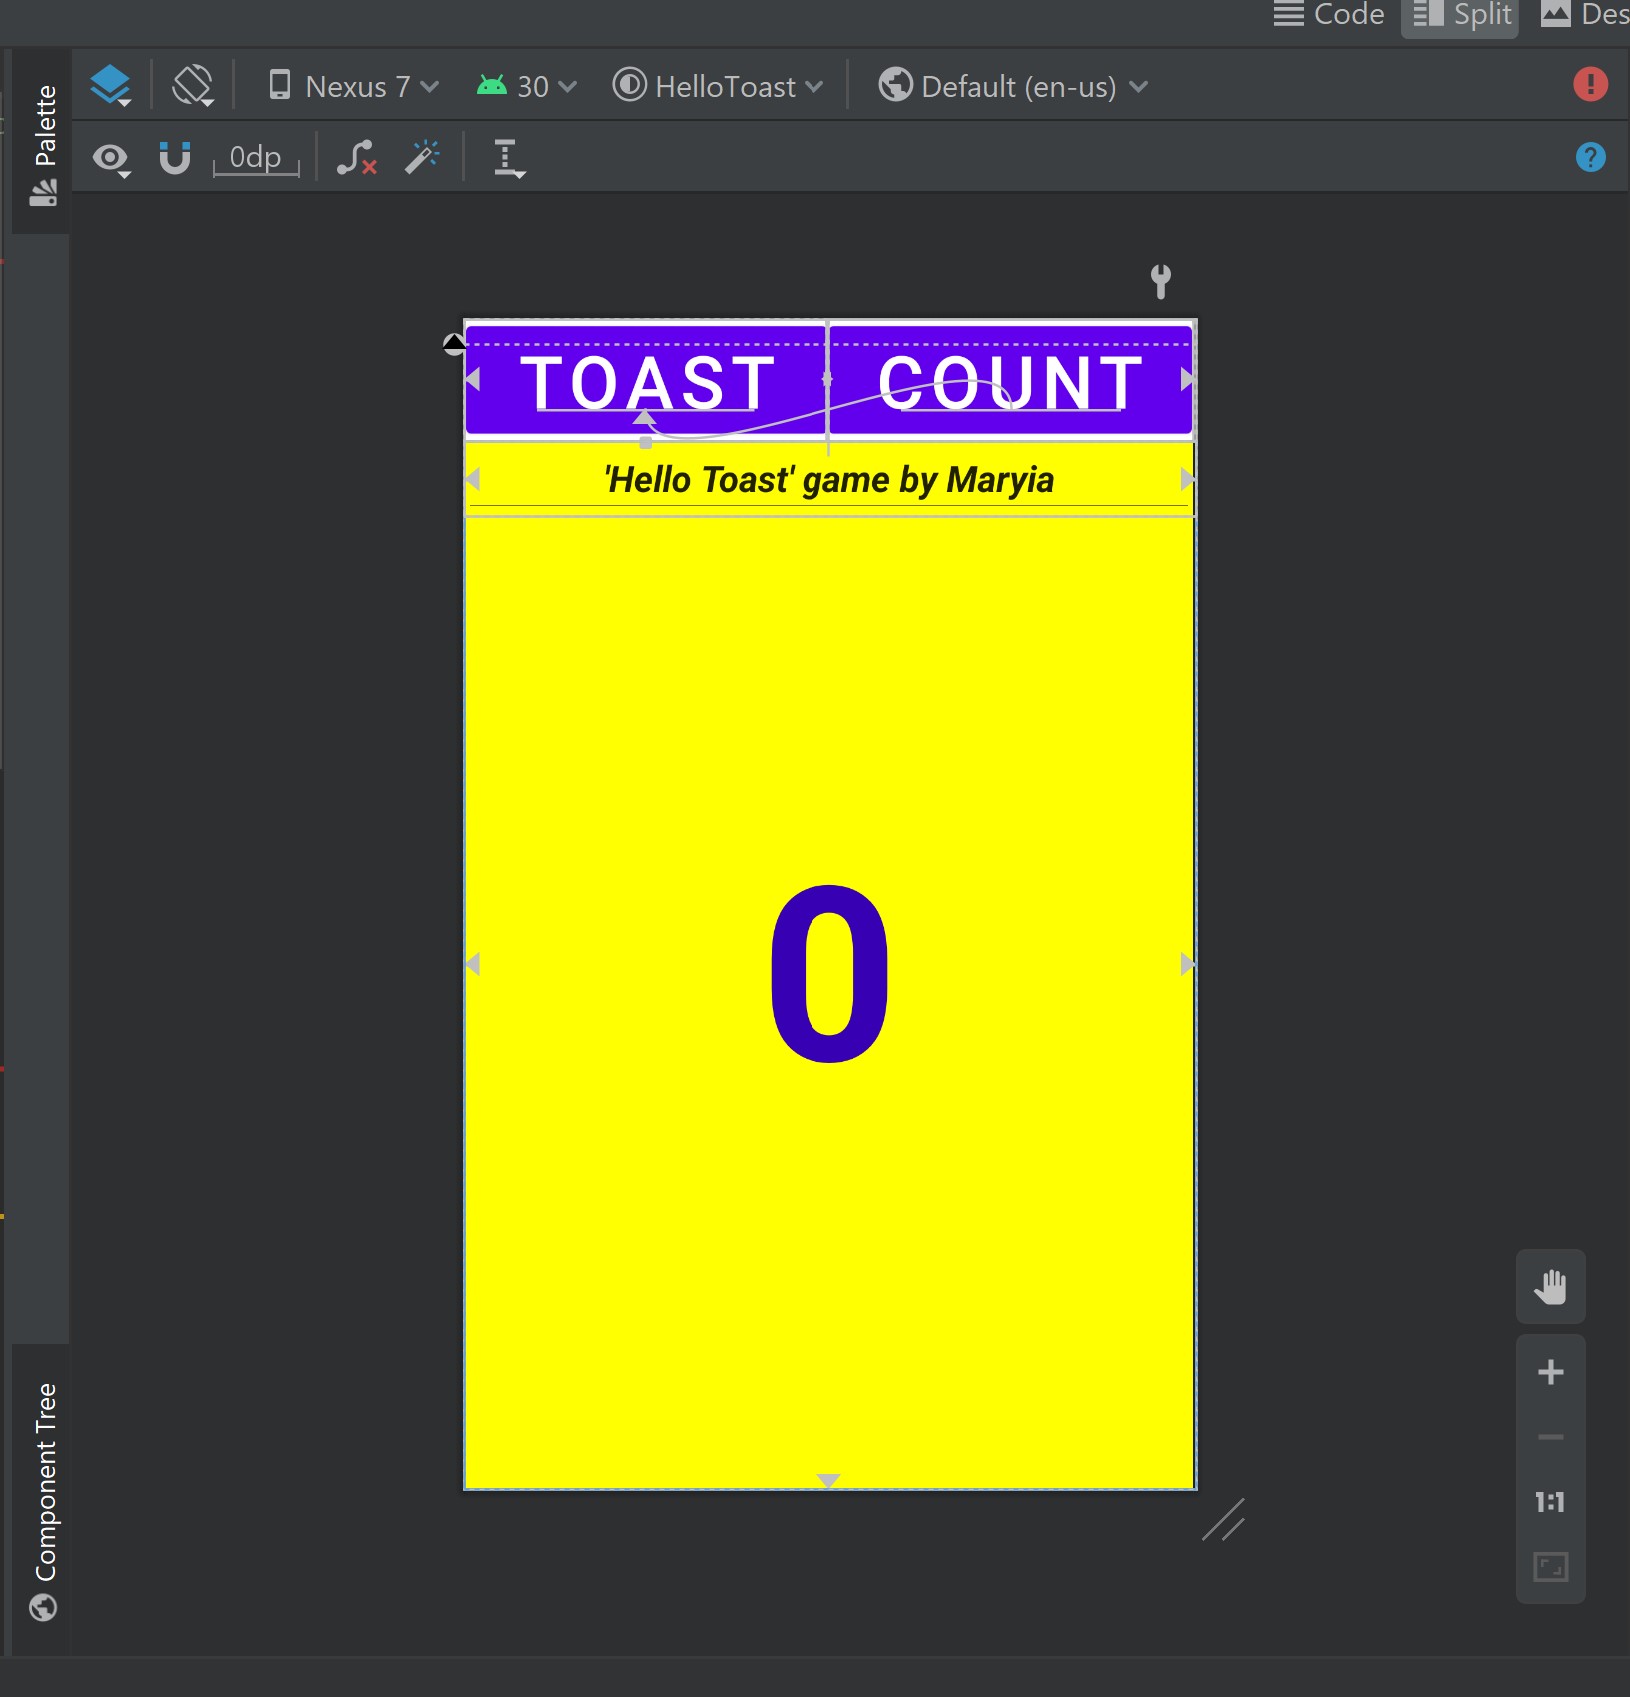 Code Split Des
Palette
Nexus 7 30 HelloToast Default (en-us)
0dp
TOAST COUNT
'Hello Toast' game by Maryia
0
Component Tree
1:1